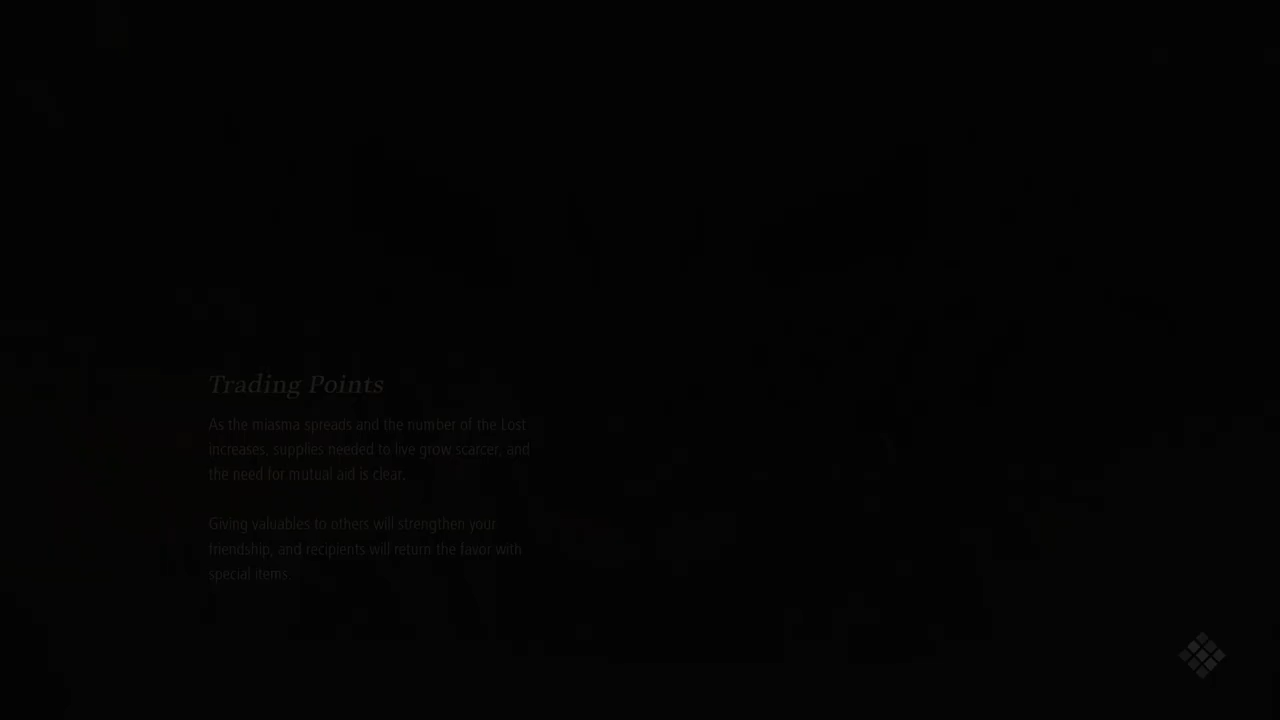 Trading Points
As the miasma spreads and the number of the Lost
increases, supplies needed to live grow scarcer, and
the need for mutual aid is clear.
Giving valuables to others will strengthen your
friendship, and recipients will return the favor with
special items.